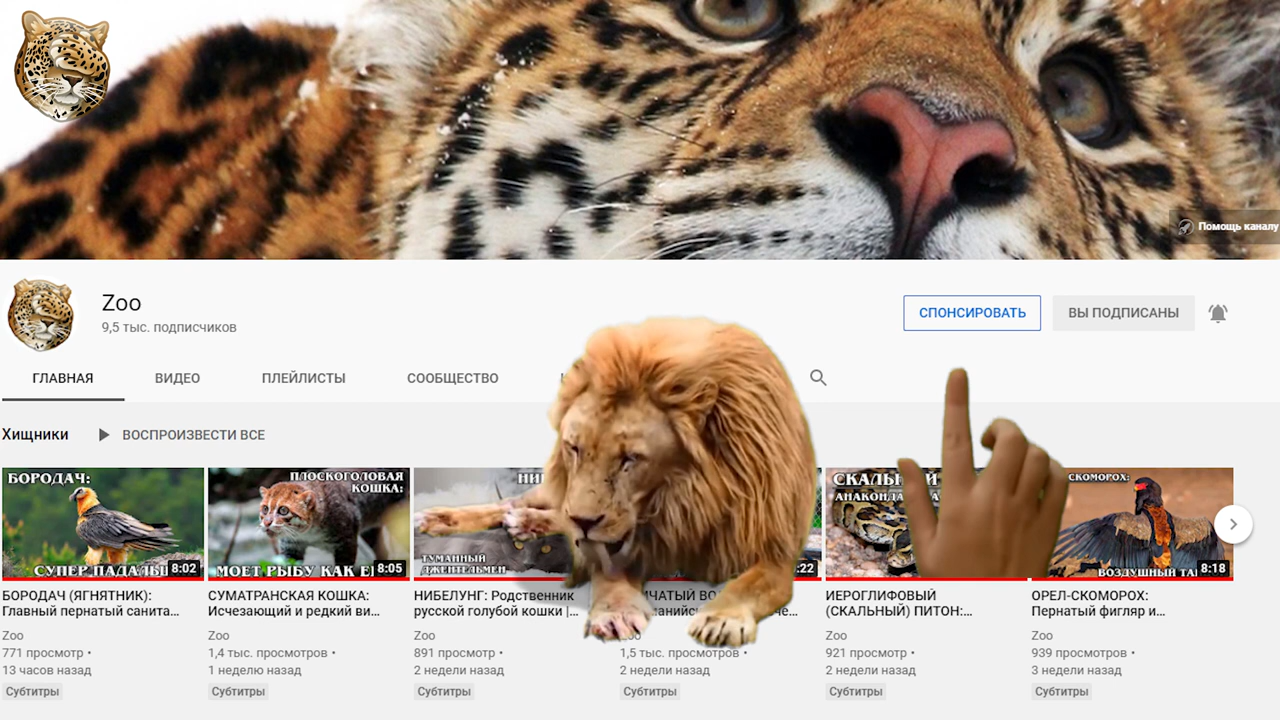 Помощь каналу
Zoo
9,5 тыс. подписчиков
СПОНСИРОВАТЬ
ВЫ ПОДПИСАНЫ
ГЛАВНАЯ
ВИДЕО
ПЛЕЙЛИСТЫ
СООБЩЕСТВО
Хищники
ВОСПРОИЗВЕСТИ ВСЕ
БОРОДАЧ:
СУПЕР
8:02
ПЛОСКОГОЛОВАЯ
КОШКА:
МОЕТ РЫБУ КАК
8:05
ТУМАННЫЙ
ДЖЕНТЕЛЬМЕН
:22
СКОМОРОХ:
ВОЗДУШНЫЙ
8:18
БОРОДАЧ (ЯГНЯТНИК):
Главный пернатый санита...
Zoo
771 просмотр •
13 часов назад
Субтитры
СУМАТРАНСКАЯ КОШКА:
Исчезающий и редкий ви...
Zoo
1,4 тыс. просмотров •
1 неделю назад
Субтитры
НИБЕЛУНГ: Родственник
русской голубой кошки |...
Zoo
891 просмотр •
2 недели назад
Субтитры
1,5 тыс. просмотров •
2 недели назад
Субтитры
ИЕРОГЛИФОВЫЙ
(СКАЛЬНЫЙ) ПИТОН:...
Zoo
921 просмотр •
2 недели назад
Субтитры
ОРЕЛ-СКОМОРОХ:
Пернатый фигляр и...
Zoo
939 просмотров •
3 недели назад
Субтитры